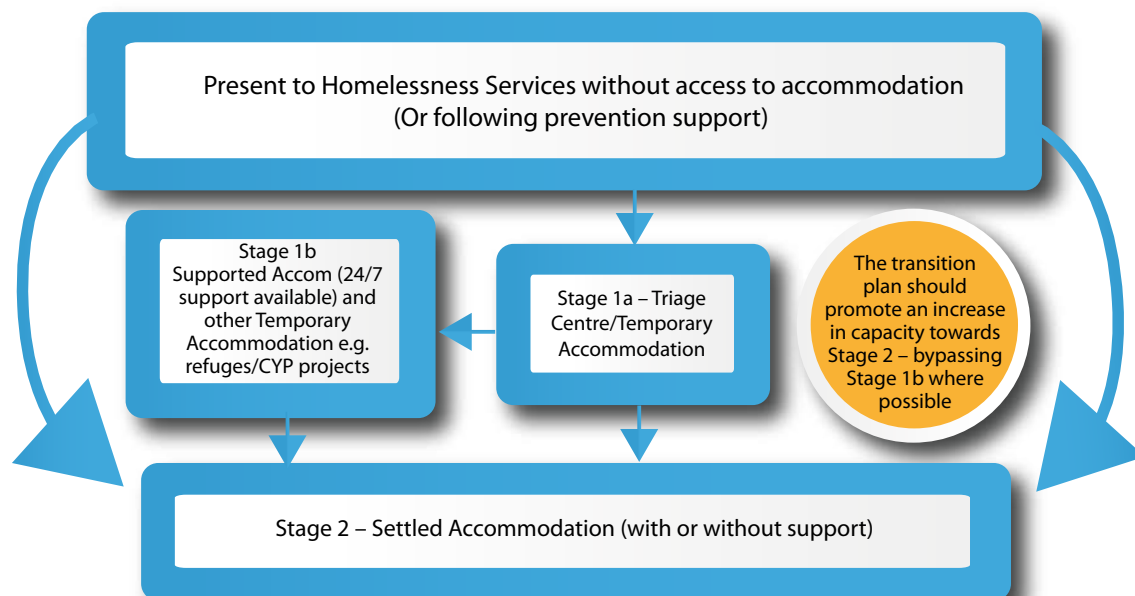 Present to Homelessness Services without access to accommodation
(Or following prevention support)
Stage 1b
Supported Accom (24/7
support available) and
other Temporary
Accommodation e.g.
refuges/CYP projects
Stage 1a – Triage
Centre/Temporary
Accommodation
The transition
plan should
promote an increase
in capacity towards
Stage 2 – bypassing
Stage 1b where
possible
Stage 2 – Settled Accommodation (with or without support)